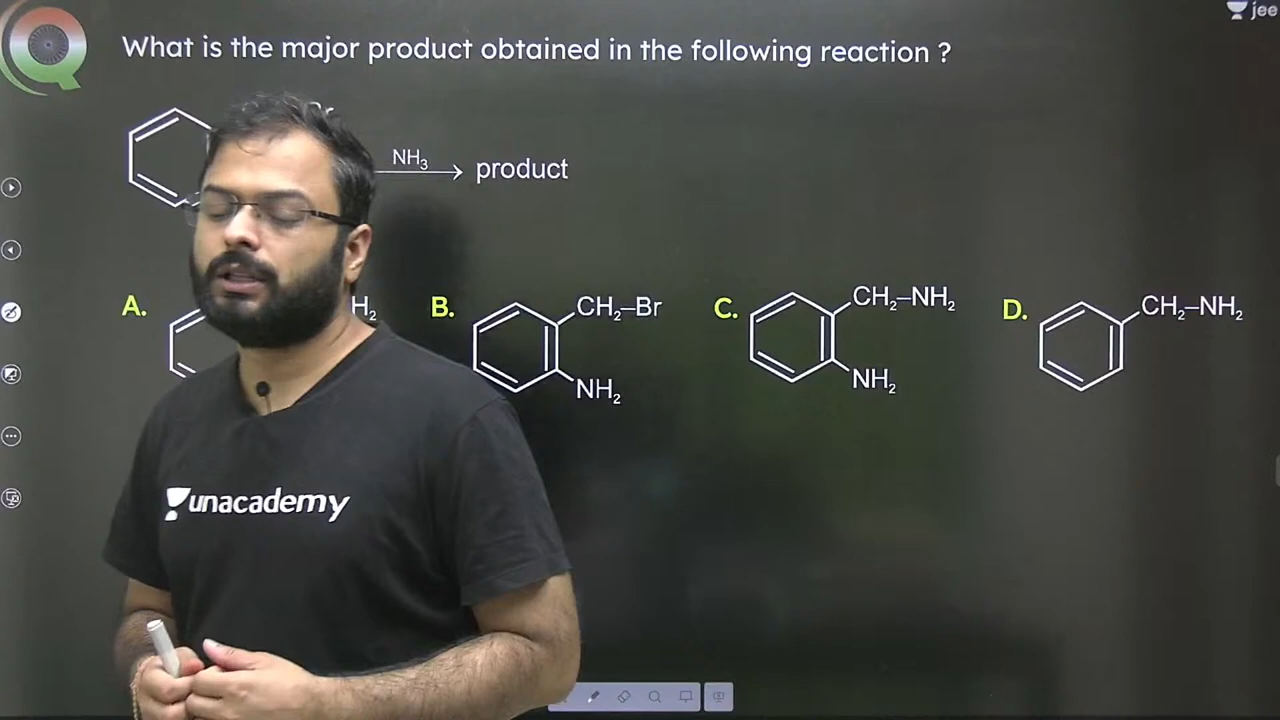 jee
What is the major product obtained in the following reaction ?
NH₃
product
A.
H₂
B.
CH₂–Br
NH₂
C.
CH₂–NH₂
NH₂
D.
CH₂–NH₂
unacademy